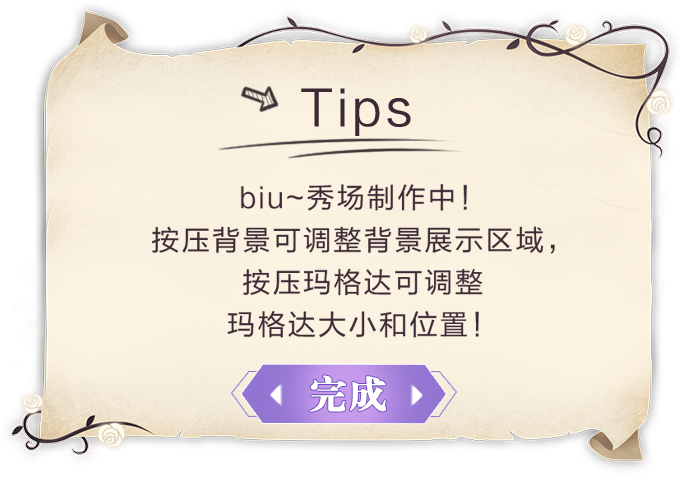 Tips
biu~秀场制作中！
按压背景可调整背景展示区域，
按压玛格达可调整
玛格达大小和位置！
完成